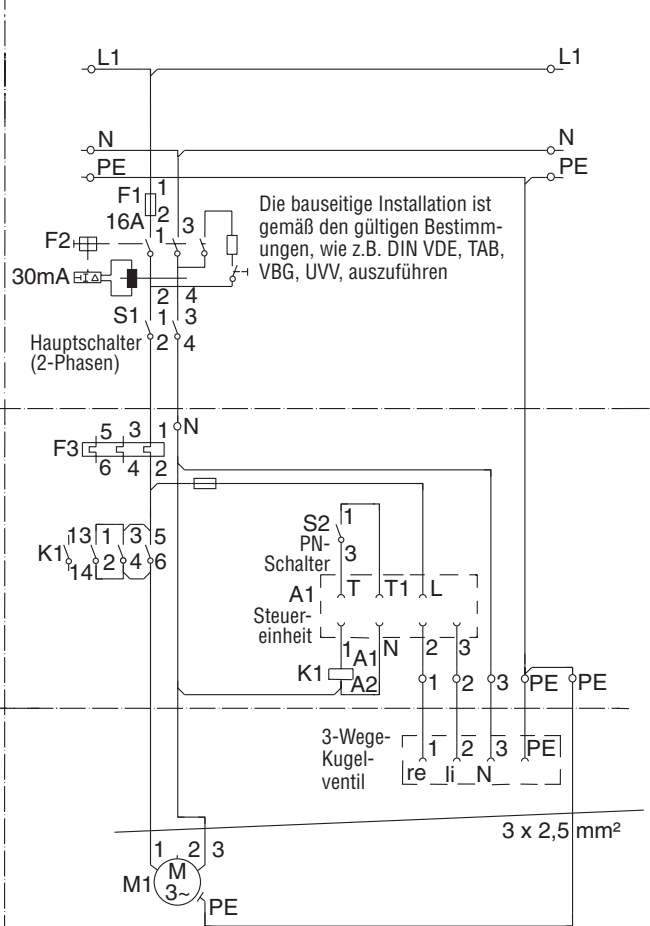 L1 L1
N N
PE PE
F1 1
16A 2
Die bauseitige Installation ist
gemäß den gültigen Bestimm-
ungen, wie z.B. DIN VDE, TAB,
VBG, UVV, auszuführen
F2 1 3
30mA
2 4
S1 1 3
Hauptschalter 2 4
(2-Phasen)
5 3 1 N
F3
6 4 2
S2 1
PN-
Schalter 3
13 1 3 5
K1 2 4 6
14
A1 T T1 L
Steuer-
einheit
1 N 2 3
K1 A1
A2
1 2 3 PE PE
3-Wege-
Kugel-
ventil
1 2 3 PE
re li N
3 x 2,5 mm²
1 2 3
M1 M
3~
PE